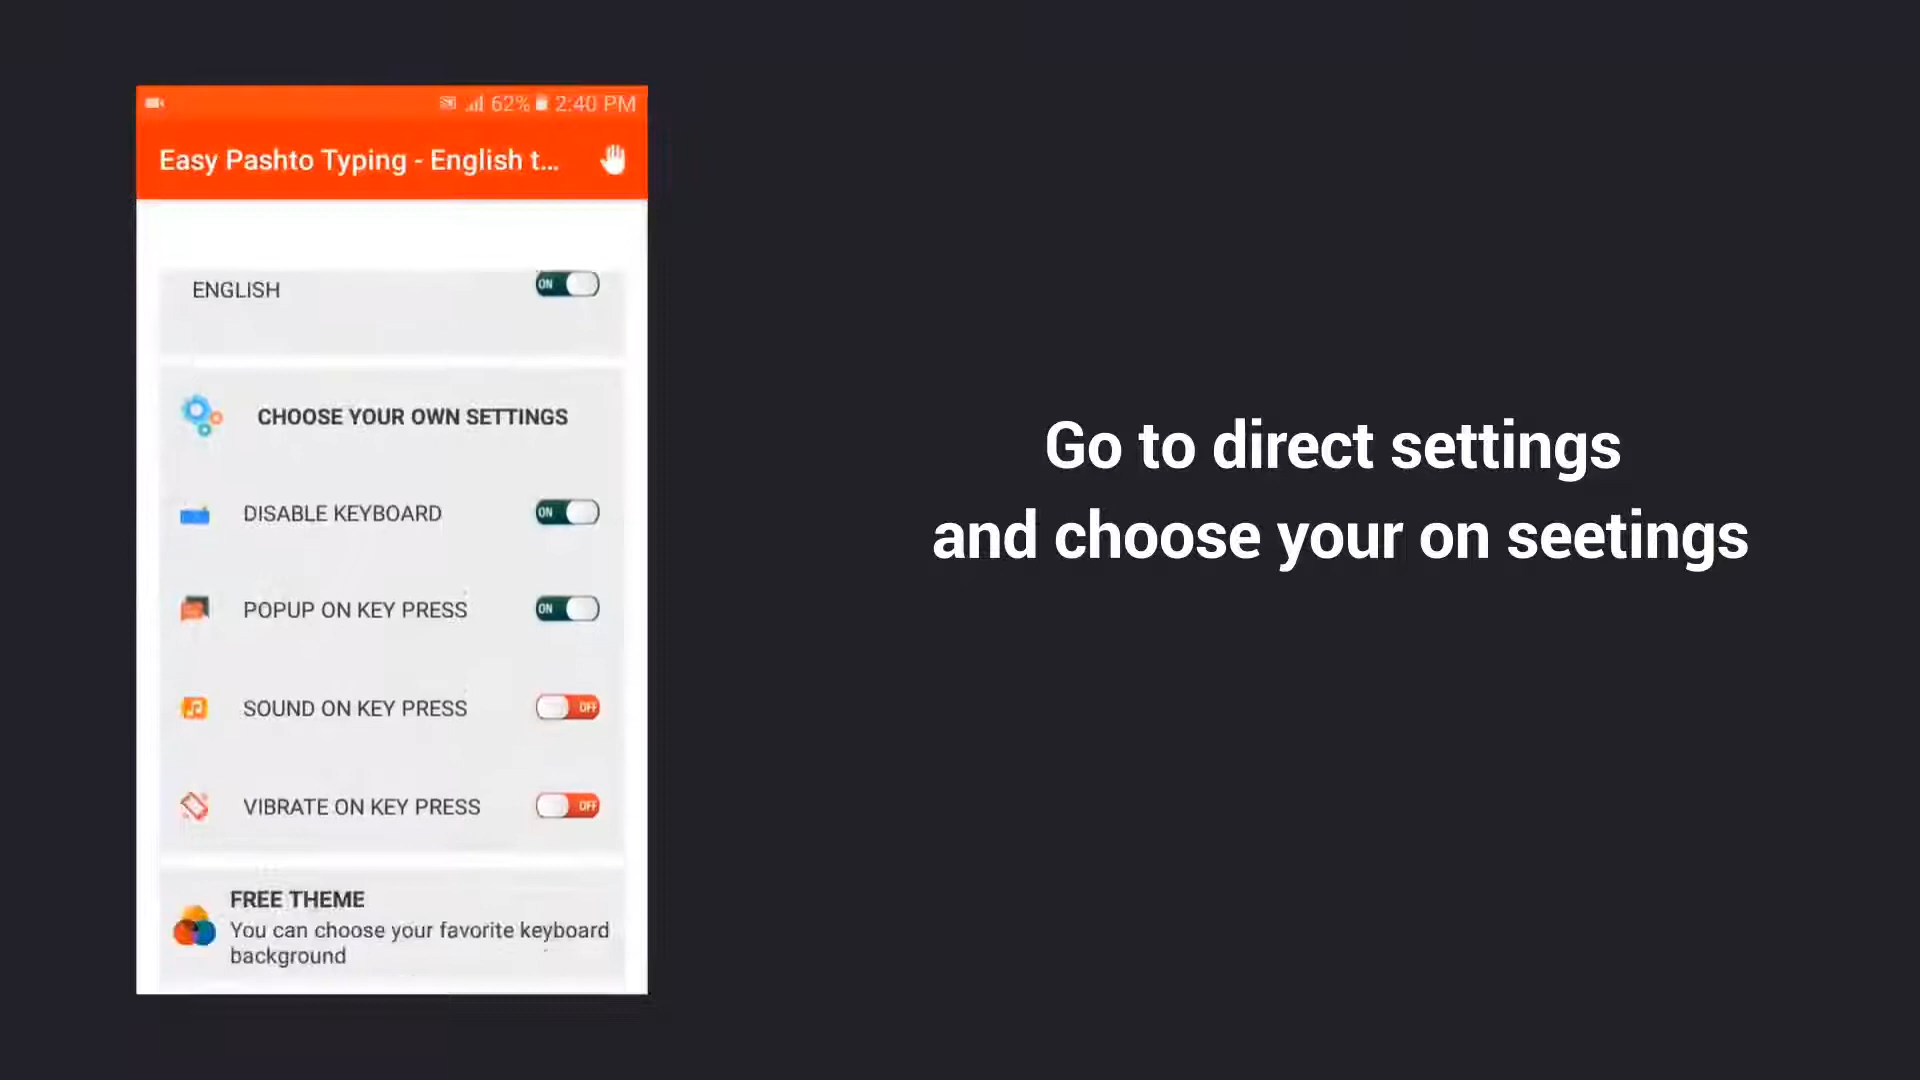 62% 2:40 PM
Easy Pashto Typing - English t...
ENGLISH ON
CHOOSE YOUR OWN SETTINGS
DISABLE KEYBOARD ON
POPUP ON KEY PRESS ON
SOUND ON KEY PRESS OFF
VIBRATE ON KEY PRESS OFF
FREE THEME
You can choose your favorite keyboard
background
Go to direct settings
and choose your on seetings